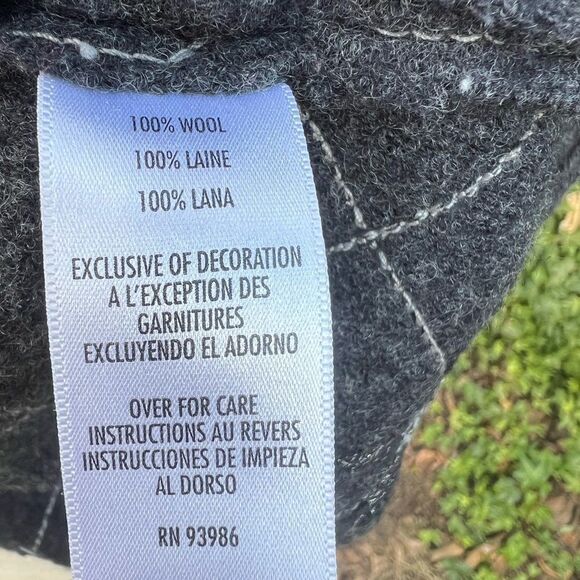 100% WOOL
100% LAINE
100% LANA
EXCLUSIVE OF DECORATION
A L'EXCEPTION DES
GARNITURES
EXCLUYENDO EL ADORNO
OVER FOR CARE
INSTRUCTIONS AU REVERS
INSTRUCCIONES DE IMPIEZA
AL DORSO
RN 93986